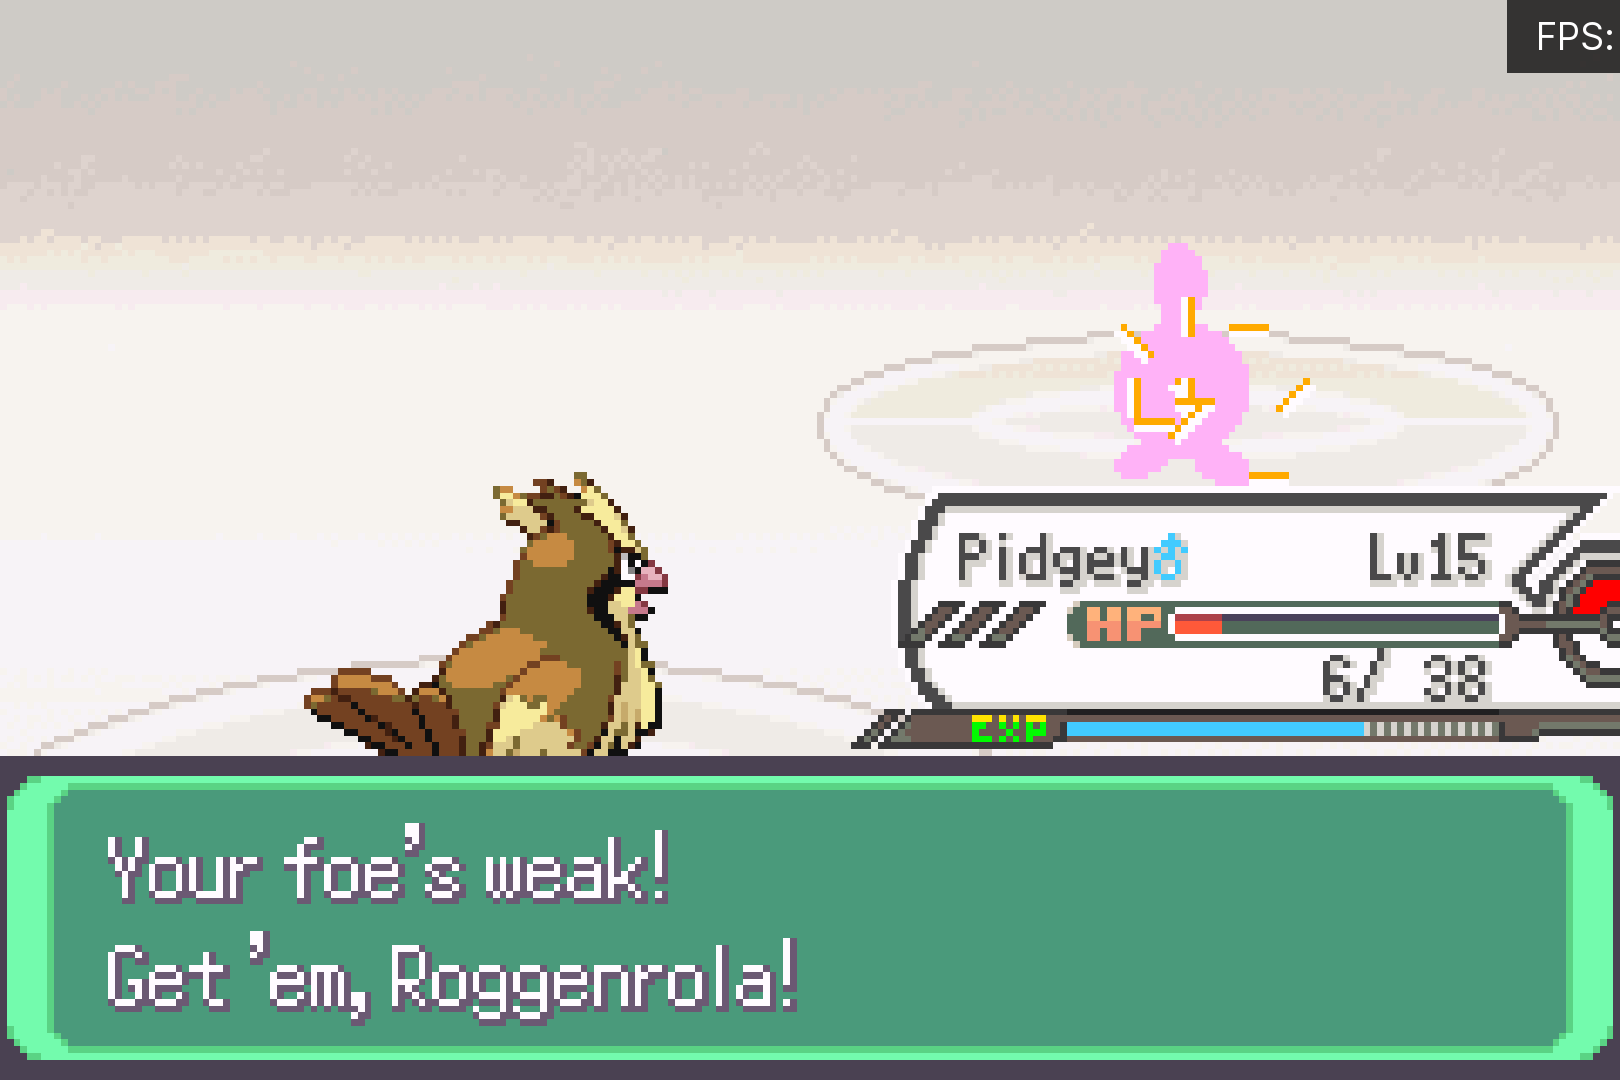 FPS:
Pidgey♂ Lv15
HP
6/ 38
EXP
Your foe's weak!
Get 'em, Roggenrola!